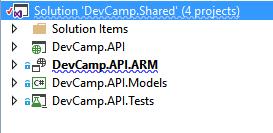 Solution 'DevCamp.Shared' (4 projects)
Solution Items
DevCamp.API
DevCamp.API.ARM
DevCamp.API.Models
DevCamp.API.Tests